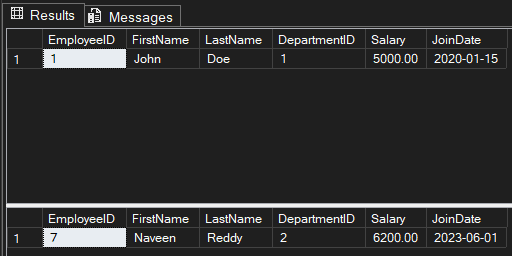 Results Messages
EmployeeID FirstName LastName DepartmentID Salary JoinDate
1 1 John Doe 1 5000.00 2020-01-15
EmployeeID FirstName LastName DepartmentID Salary JoinDate
1 7 Naveen Reddy 2 6200.00 2023-06-01